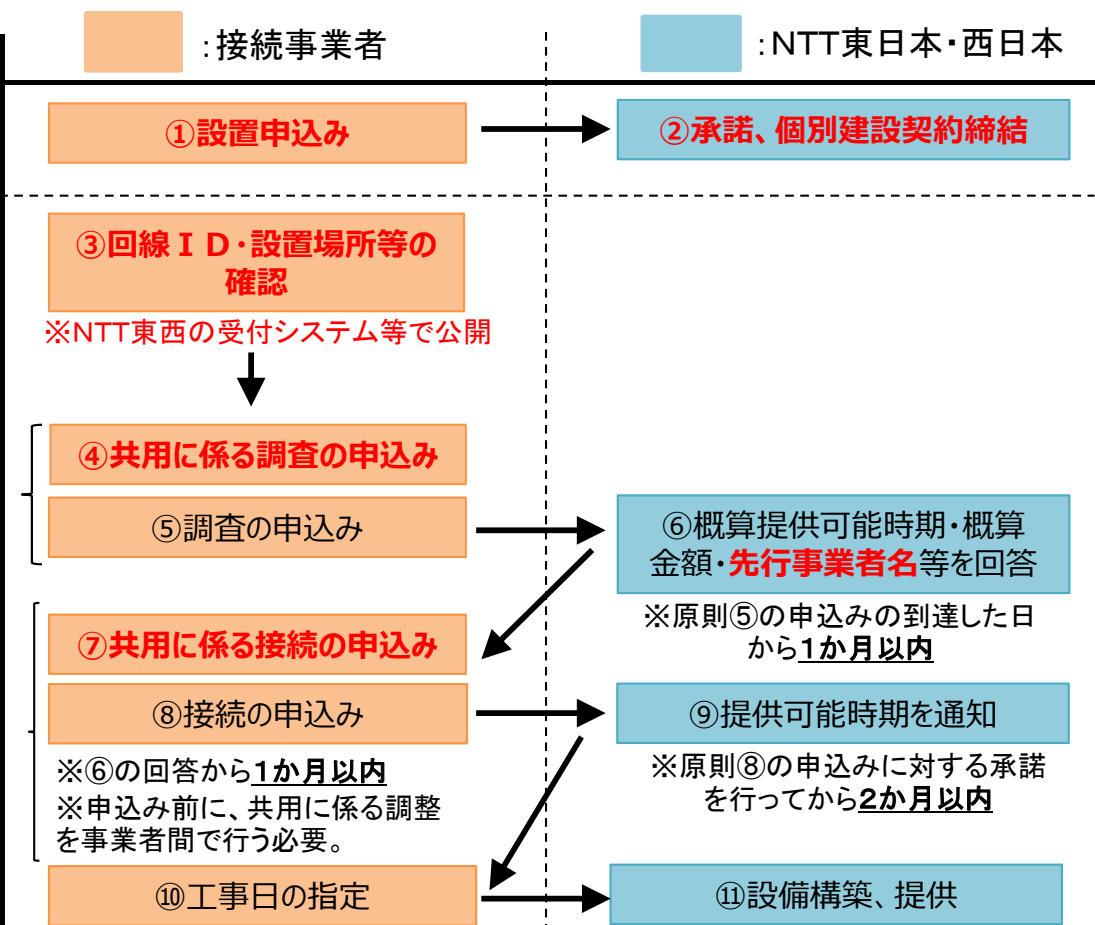 :接続事業者
:NTT東日本・西日本
①設置申込み
②承諾、個別建設契約締結
③回線ID・設置場所等の
確認
※NTT東西の受付システム等で公開
④共用に係る調査の申込み
⑤調査の申込み
⑥概算提供可能時期・概算
金額・先行事業者名等を回答
※原則⑤の申込みの到達した日
から1か月以内
⑦共用に係る接続の申込み
⑧接続の申込み
⑨提供可能時期を通知
※⑥の回答から1か月以内
※申込み前に、共用に係る調整
を事業者間で行う必要。
※原則⑧の申込みに対する承諾
を行ってから2か月以内
⑩工事日の指定
⑪設備構築、提供